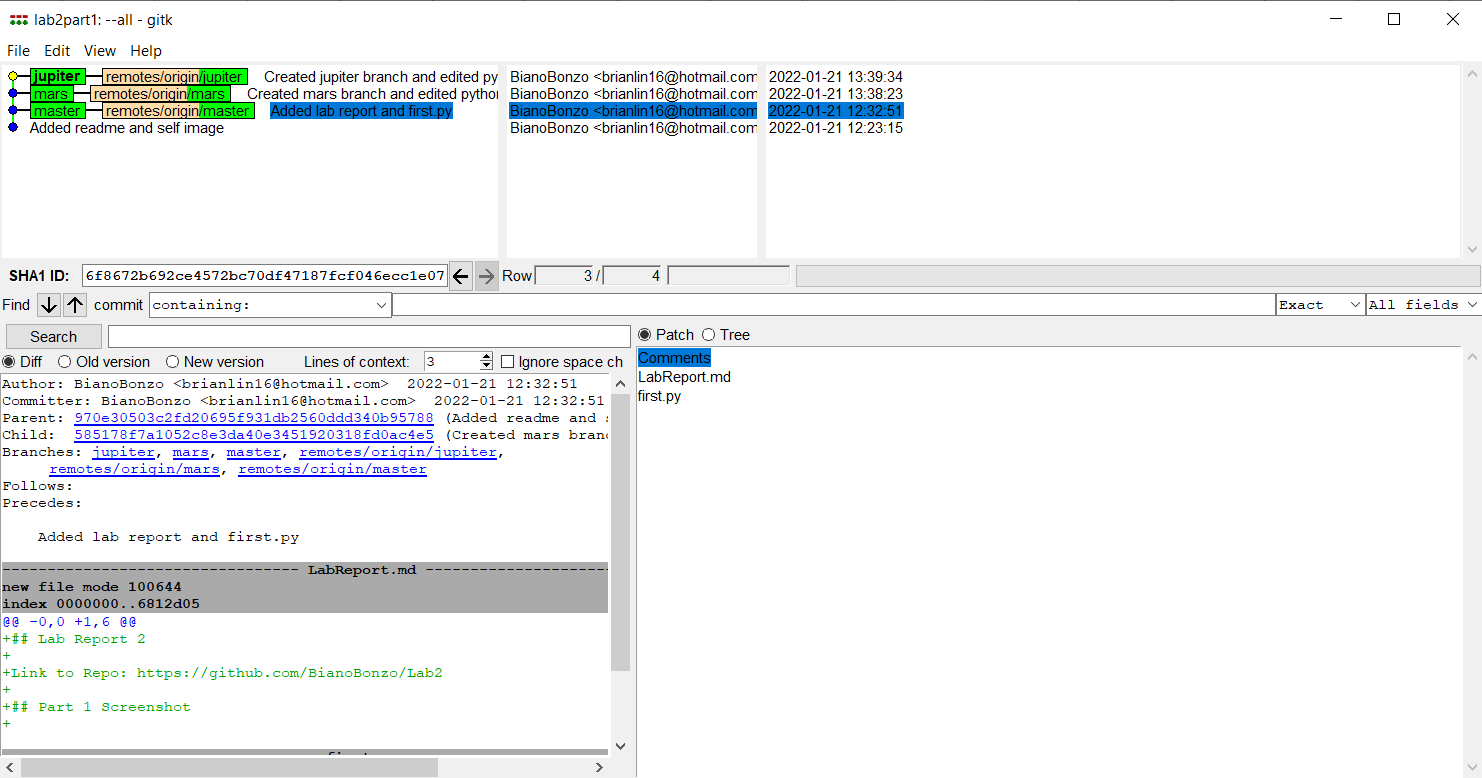 lab2part1: --all - gitk
File Edit View Help
jupiter remotes/origin/jupiter Created jupiter branch and edited py BianoBonzo <brianlin16@hotmail.com 2022-01-21 13:39:34
mars remotes/origin/mars Created mars branch and edited python BianoBonzo <brianlin16@hotmail.com 2022-01-21 13:38:23
master remotes/origin/master Added lab report and first.py BianoBonzo <brianlin16@hotmail.com 2022-01-21 12:32:51
Added readme and self image BianoBonzo <brianlin16@hotmail.com 2022-01-21 12:23:15
SHA1 ID: 6f8672b692ce4572bc70df47187fcf046ecc1e07 Row 3 / 4
Find commit containing: Exact All fields
Search
Patch Tree
Diff Old version New version Lines of context: 3 Ignore space ch
Comments
LabReport.md
first.py
Author: BianoBonzo <brianlin16@hotmail.com> 2022-01-21 12:32:51
Committer: BianoBonzo <brianlin16@hotmail.com> 2022-01-21 12:32:51
Parent: 970e30503c2fd20695f931db2560ddd340b95788 (Added readme and s
Child: 585178f7a1052c8e3da40e3451920318fd0ac4e5 (Created mars bran
Branches: jupiter, mars, master, remotes/origin/jupiter,
remotes/origin/mars, remotes/origin/master
Follows:
Precedes:
Added lab report and first.py
--------------------------------- LabReport.md ---------------------
new file mode 100644
index 0000000..6812d05
@@ -0,0 +1,6 @@
+## Lab Report 2
+
+Link to Repo: https://github.com/BianoBonzo/Lab2
+
+## Part 1 Screenshot
+